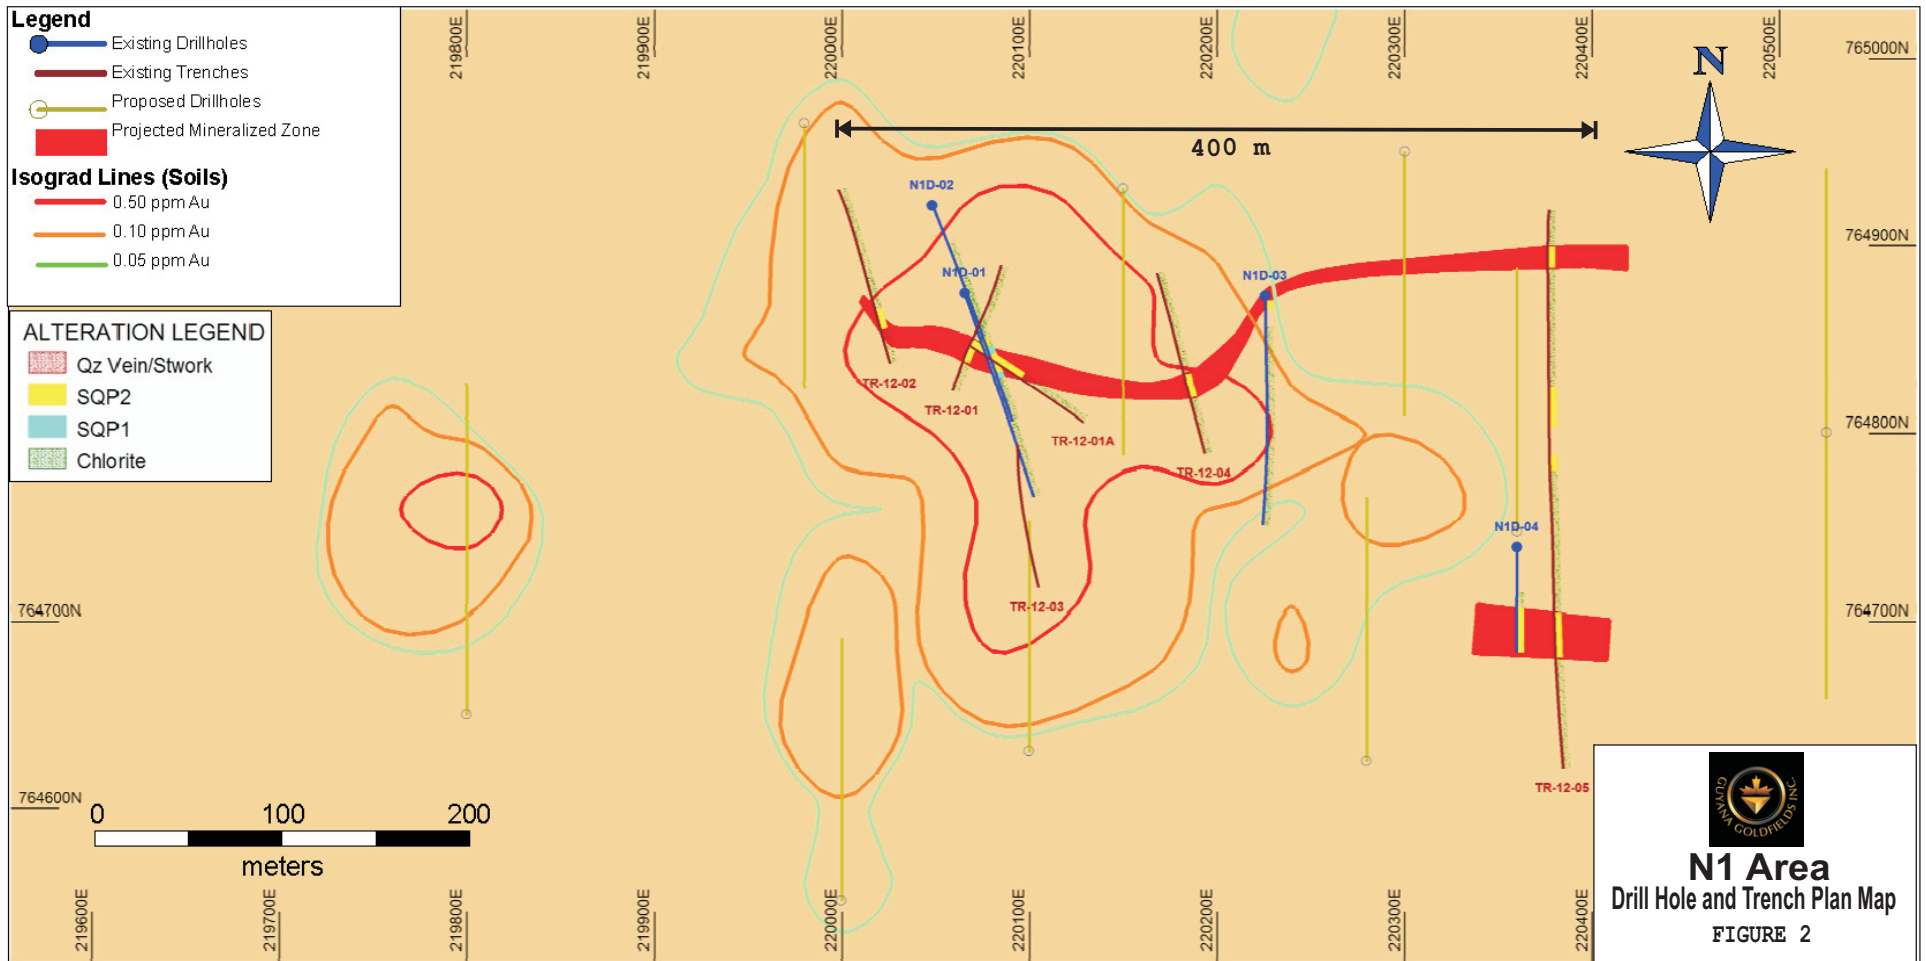 Legend
Existing Drillholes
Existing Trenches
Proposed Drillholes
Projected Mineralized Zone
Isograd Lines (Soils)
0.50 ppm Au
0.10 ppm Au
0.05 ppm Au
ALTERATION LEGEND
Qz Vein/Stwork
SQP2
SQP1
Chlorite
219800E
219900E
220000E
220100E
220200E
220300E
220400E
220500E
765000N
N
400 m
764900N
N1D-02
N1D-01
N1D-03
TR-12-02
TR-12-01
TR-12-01A
TR-12-04
764800N
N1D-04
764700N
764700N
TR-12-03
TR-12-05
764600N
0 100 200
meters
219600E
219700E
219800E
219900E
220000E
220100E
220200E
220300E
220400E
GUYANA GOLDFIELDS INC.
N1 Area
Drill Hole and Trench Plan Map
FIGURE 2